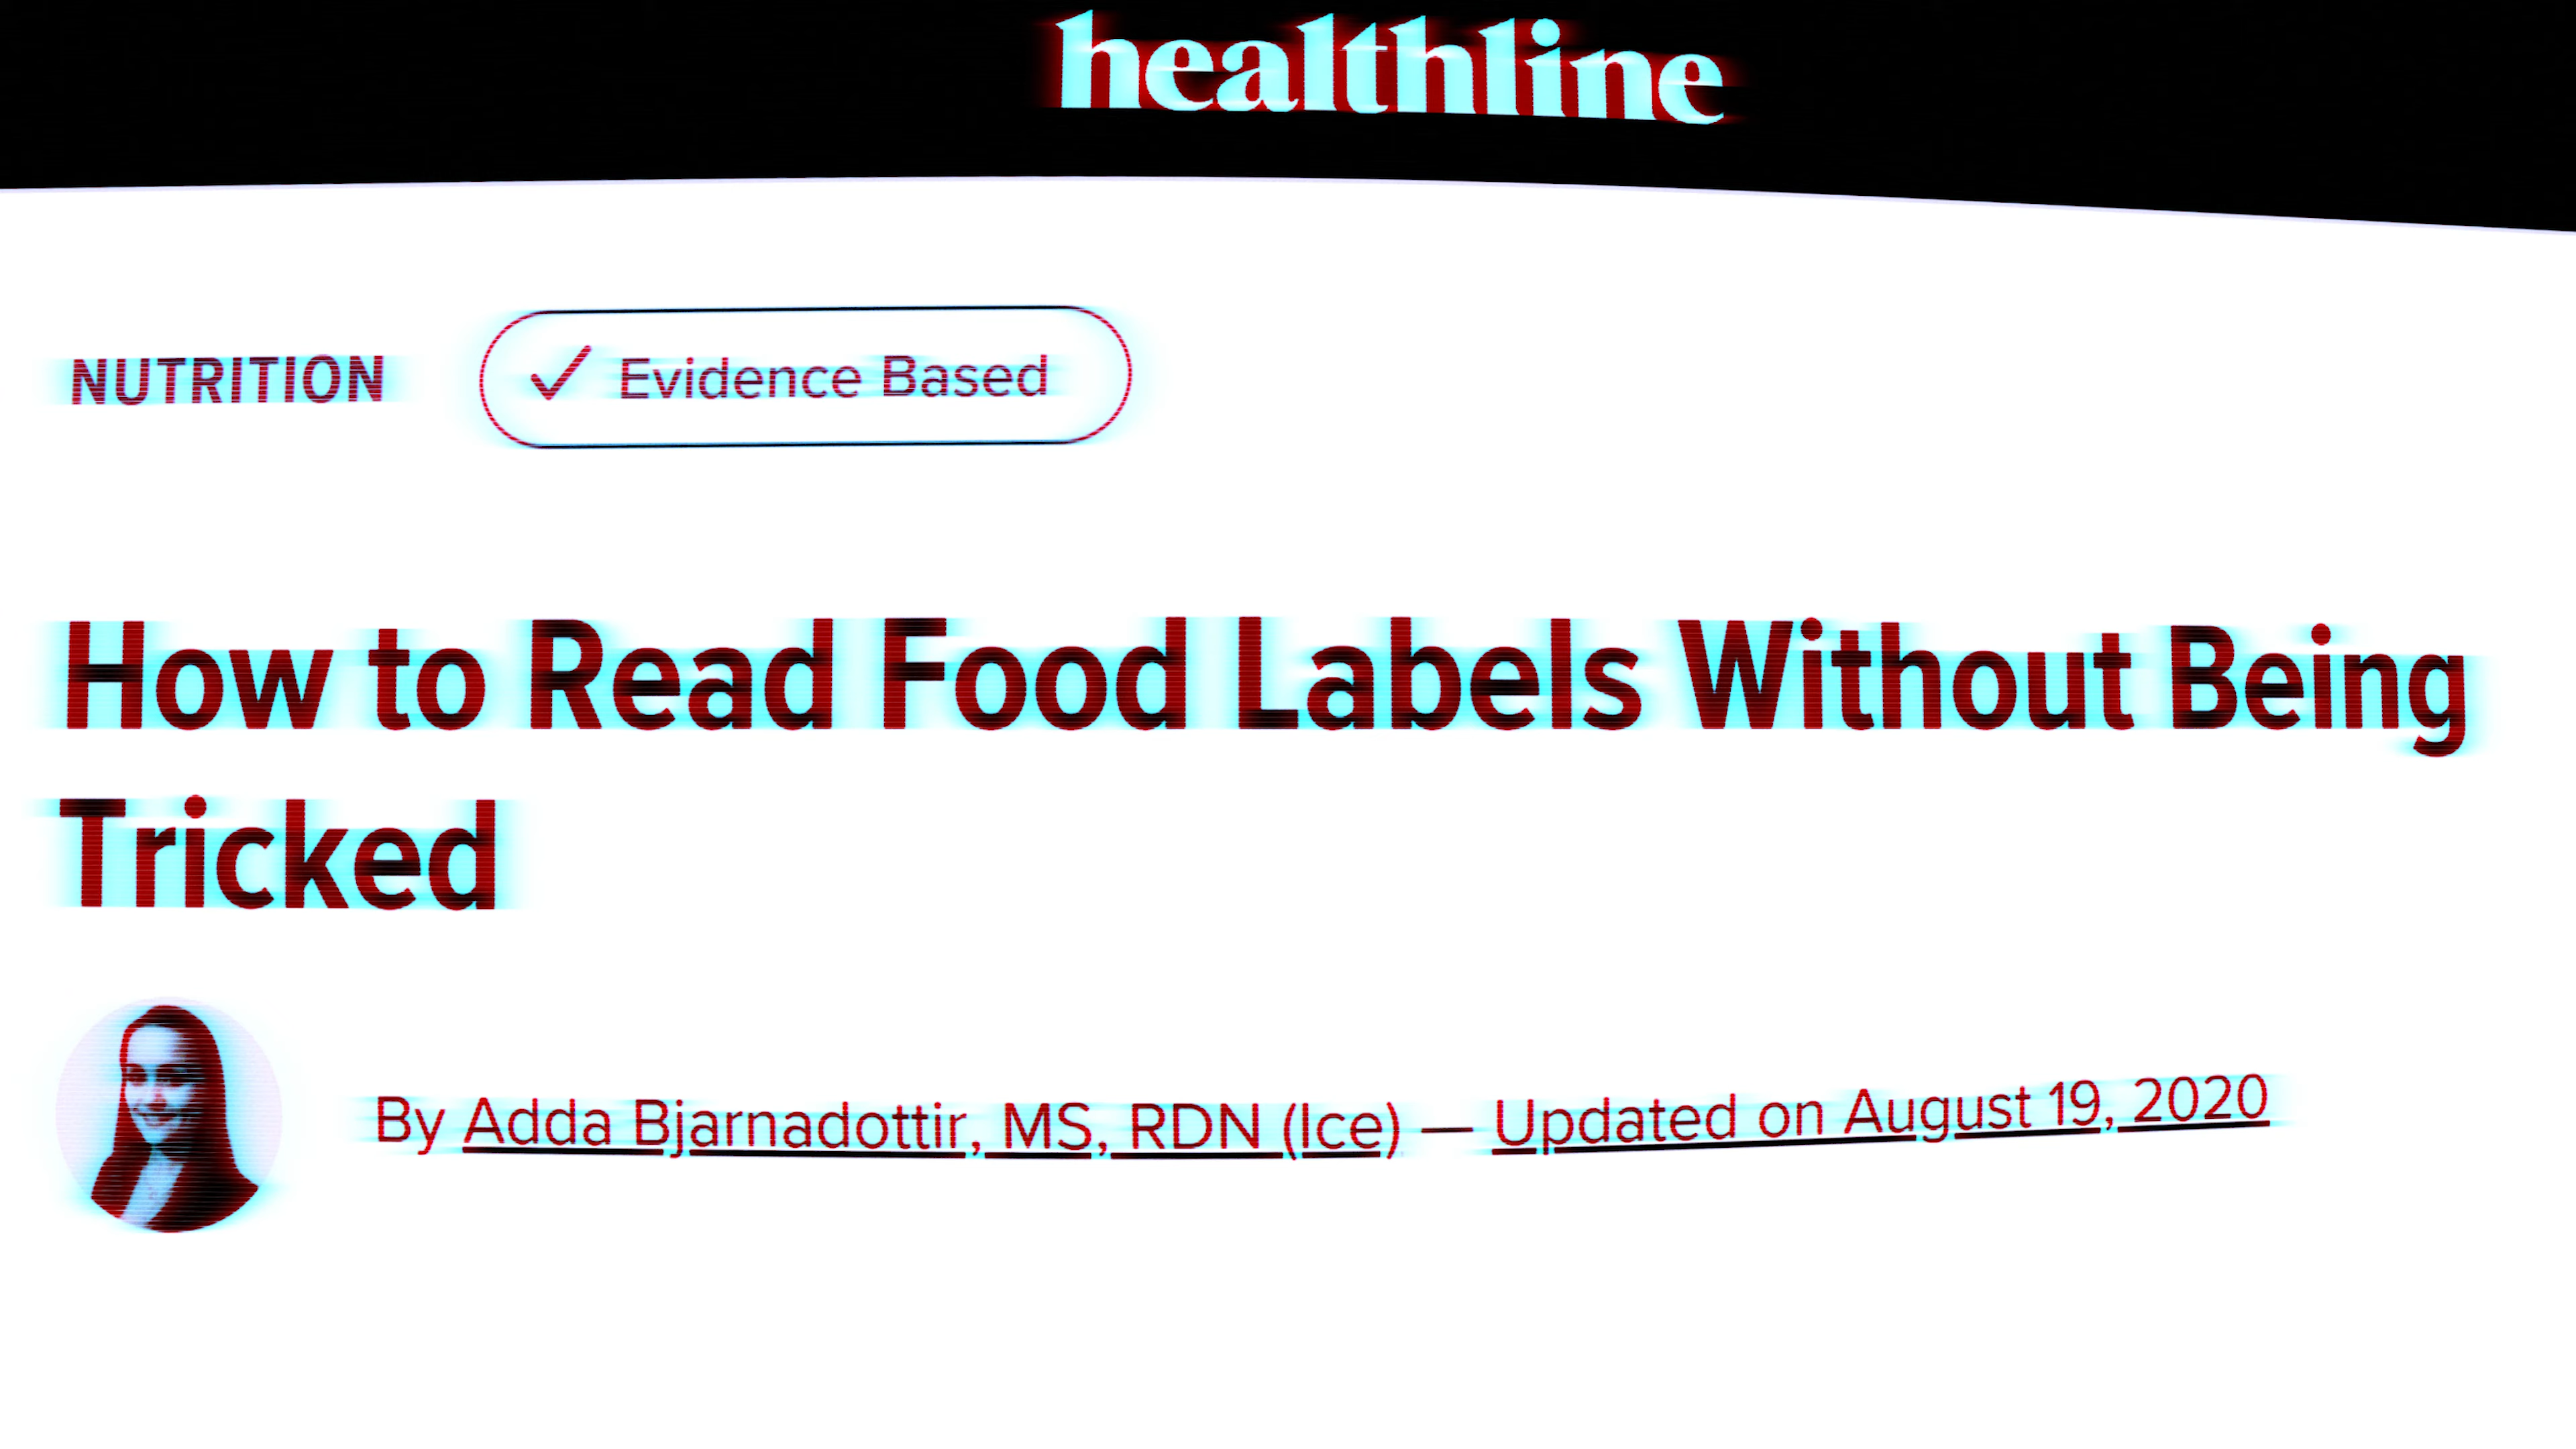 healthline
NUTRITION ✓ Evidence Based
How to Read Food Labels Without Being
Tricked
By Adda Bjarnadottir, MS, RDN (Ice) — Updated on August 19, 2020